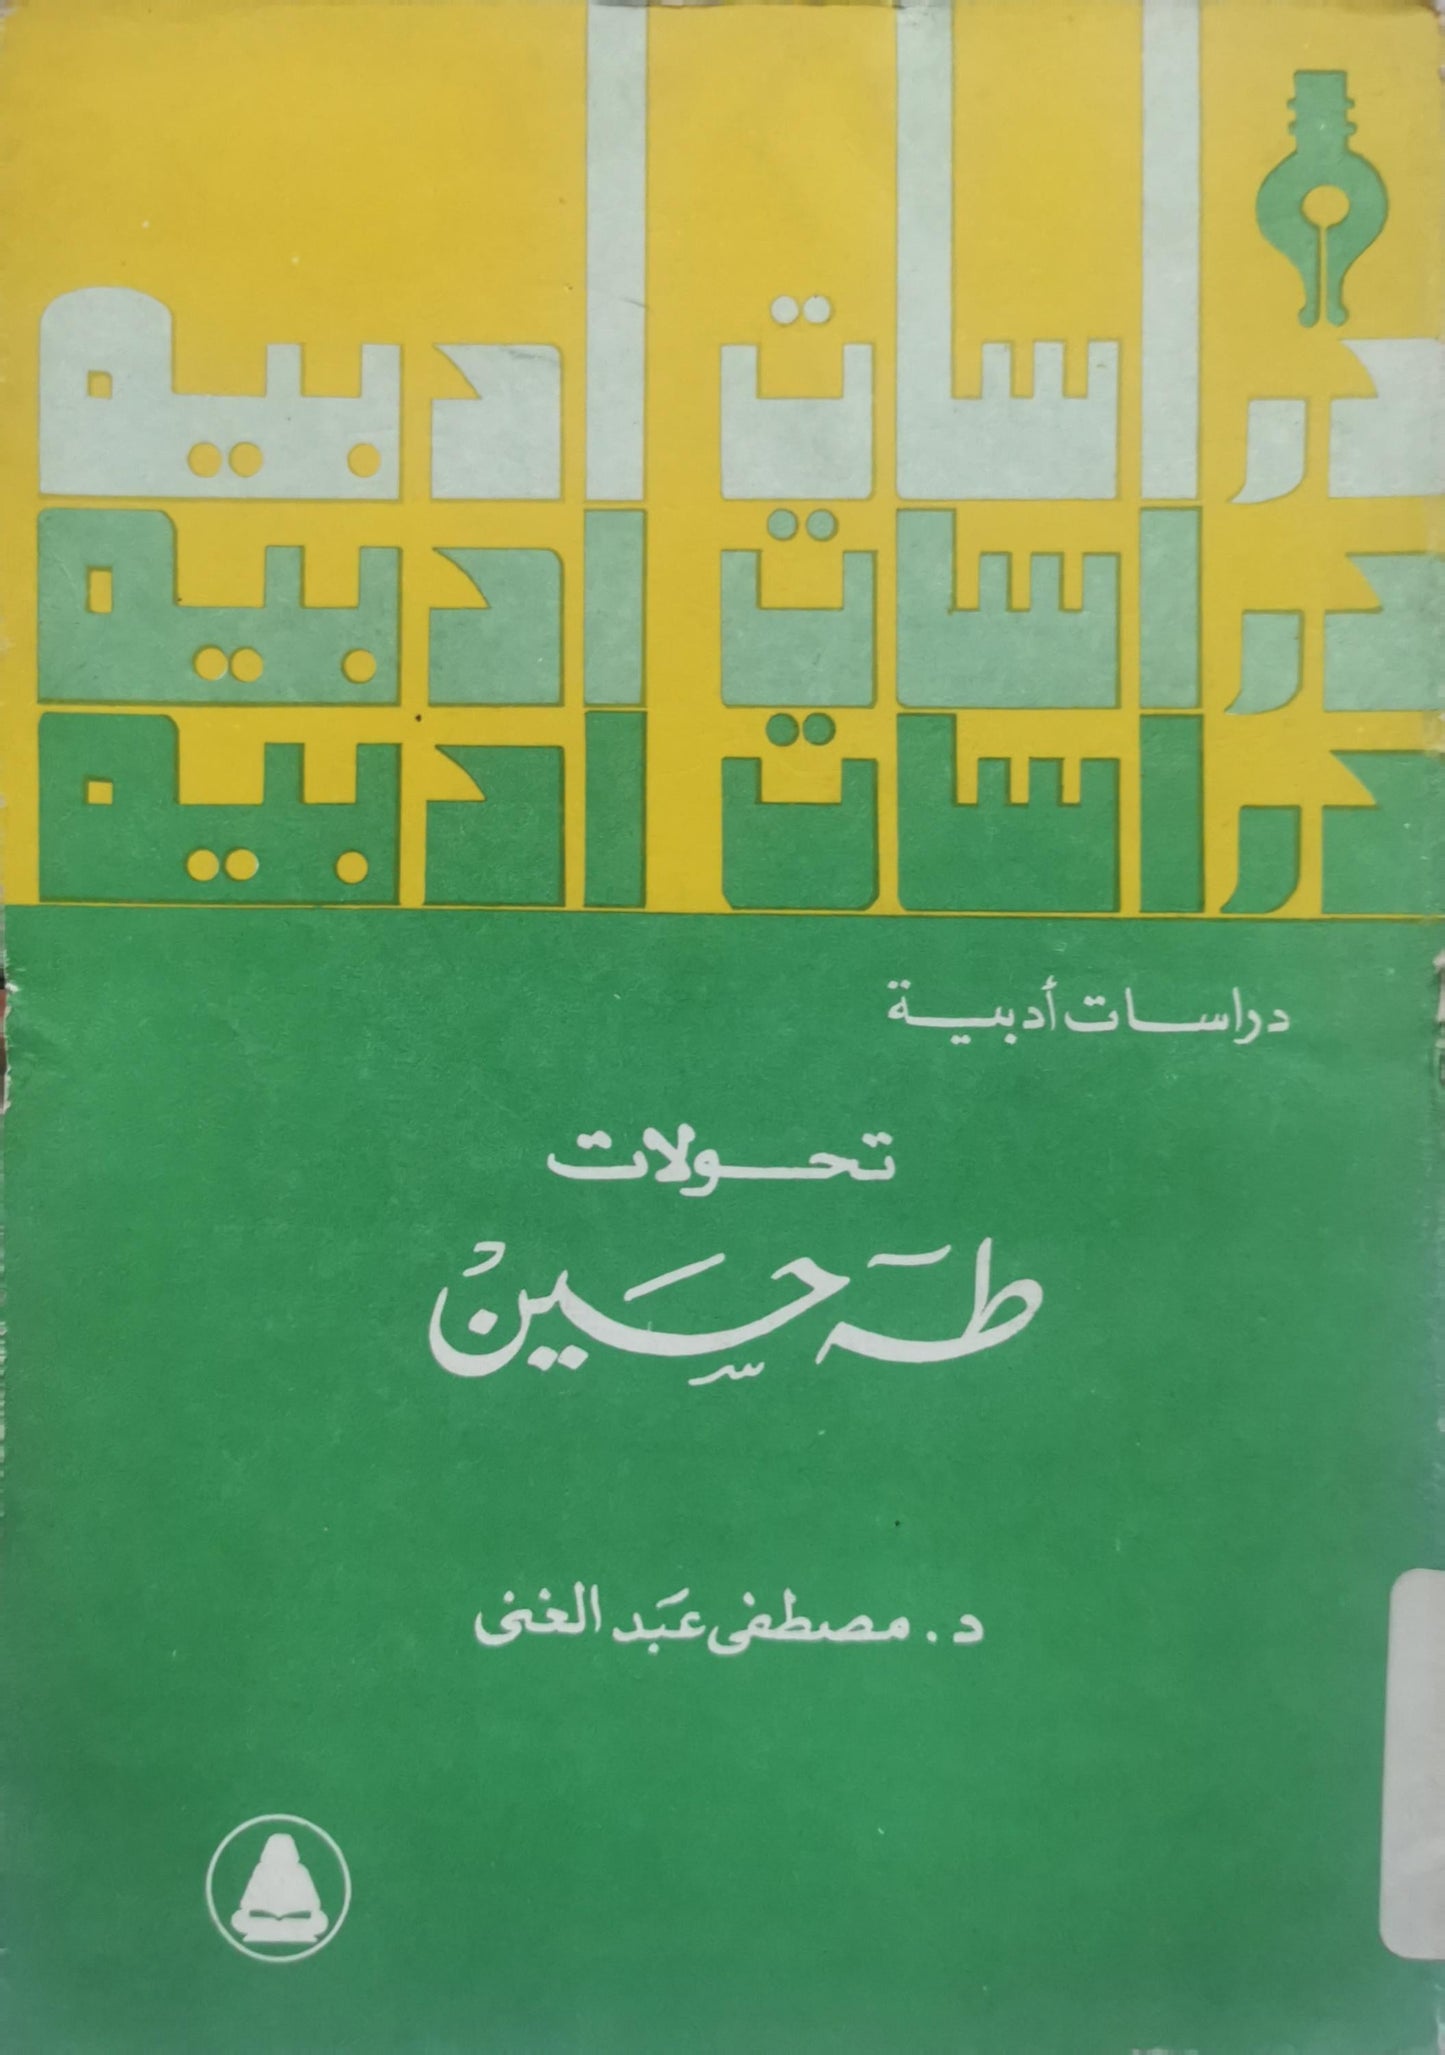 دراسات ادبيه
دراسات ادبيه
دراسات ادبيه
دراسات أدبية
تحولات
طه حسين
د. مصطفى عبد الغنى